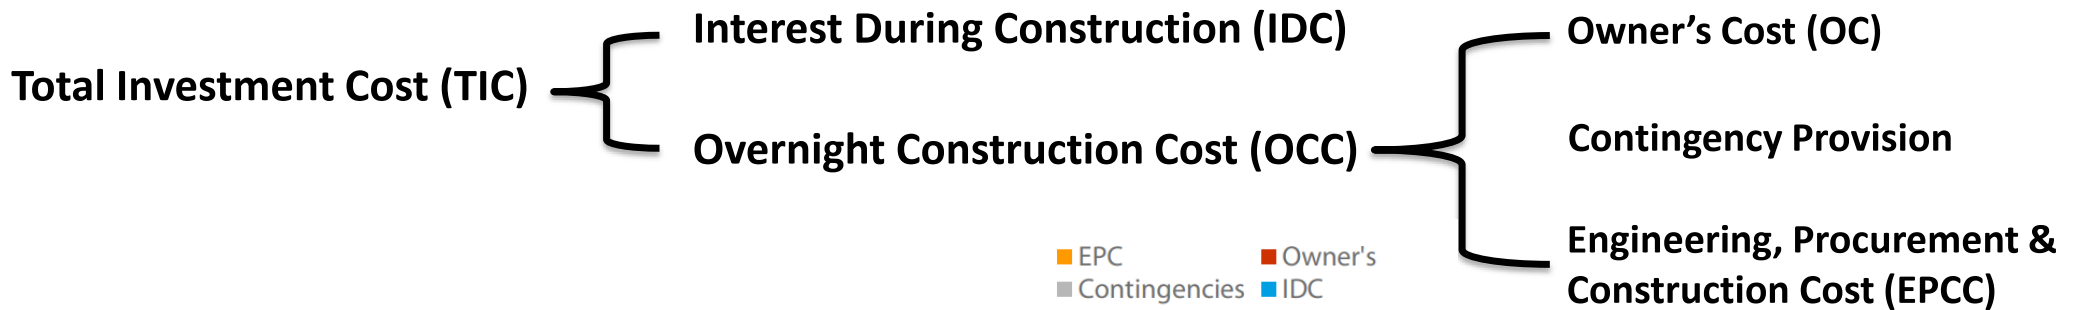 Total Investment Cost (TIC)
Interest During Construction (IDC)
Overnight Construction Cost (OCC)
Owner’s Cost (OC)
Contingency Provision
Engineering, Procurement &
Construction Cost (EPCC)
EPC
Owner's
Contingencies
IDC